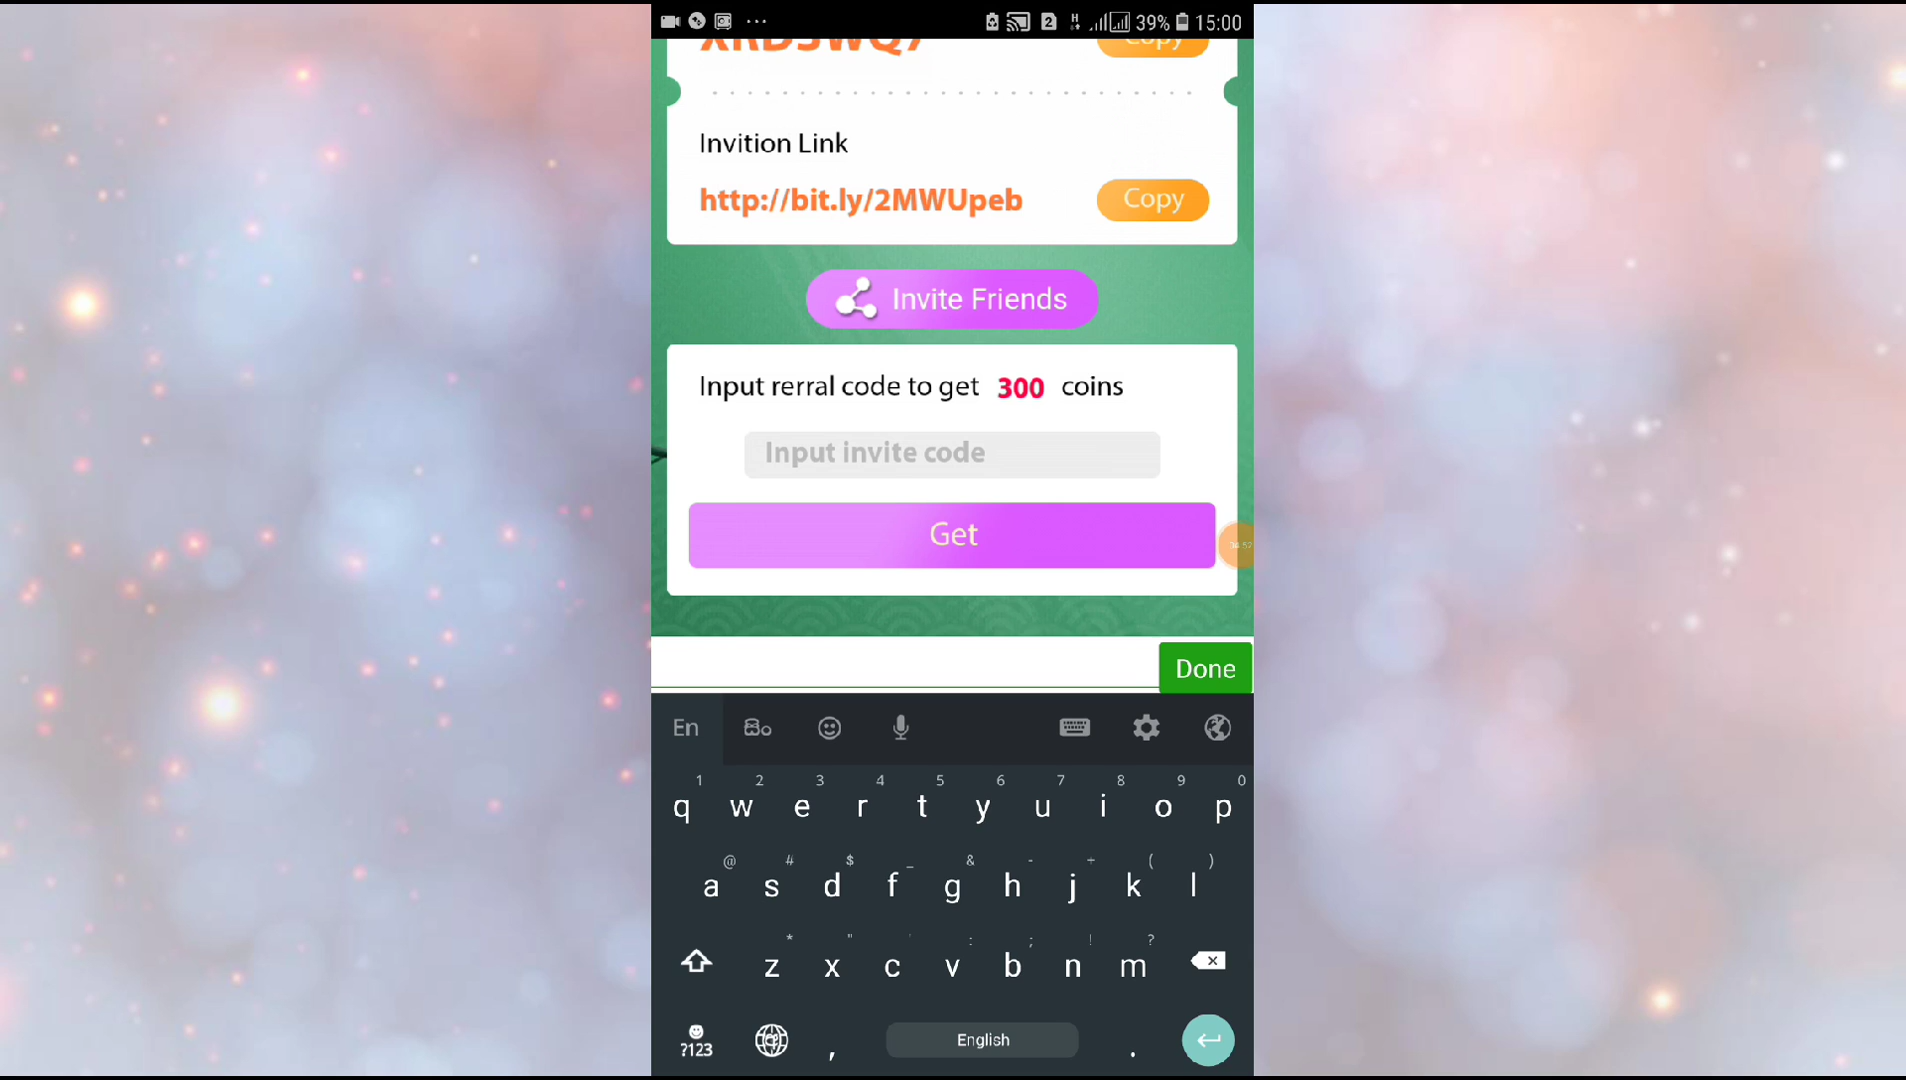 39% 15:00
Copy
Invition Link
http://bit.ly/2MWUpeb Copy
Invite Friends
Input rerral code to get 300 coins
Input invite code
Get
Done
En
1 2 3 4 5 6 7 8 9 0
q w e r t y u i o p
@ # $ _ & - + ( )
a s d f g h j k l
* " ' : ; ! ?
z x c v b n m
?123 , English .